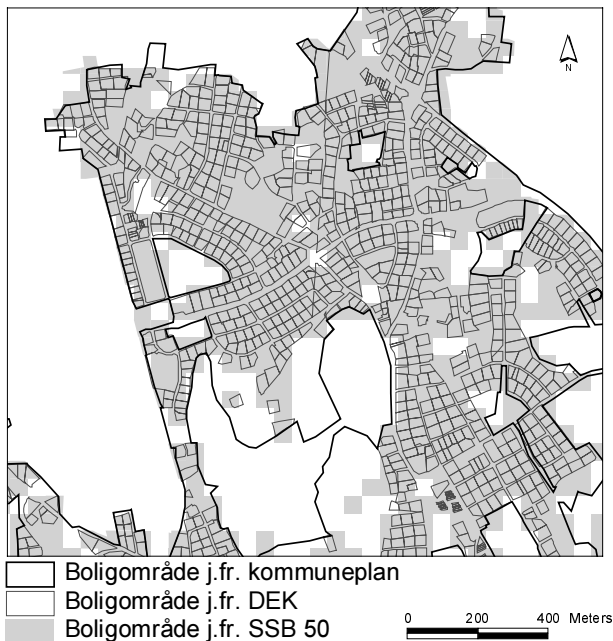 N
Boligområde j.fr. kommuneplan
Boligområde j.fr. DEK
Boligområde j.fr. SSB 50
0 200 400 Meters